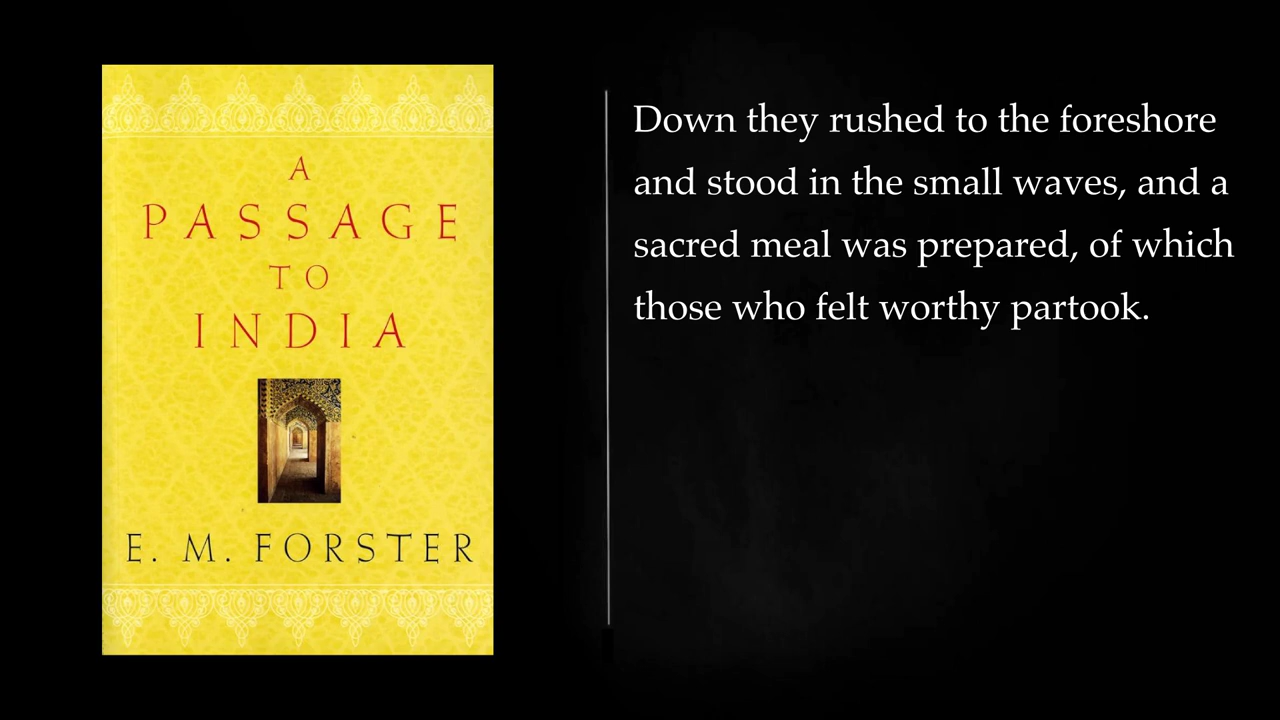 A
PASSAGE
TO
INDIA
E. M. FORSTER
Down they rushed to the foreshore
and stood in the small waves, and a
sacred meal was prepared, of which
those who felt worthy partook.